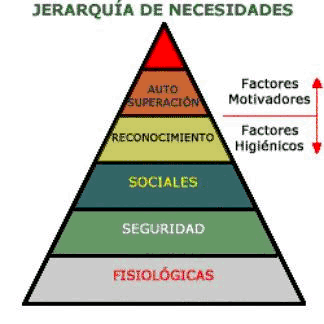 JERARQUÍA DE NECESIDADES
AUTO
SUPERACIÓN
Factores
Motivadores
RECONOCIMIENTO
Factores
Higiénicos
SOCIALES
SEGURIDAD
FISIOLÓGICAS